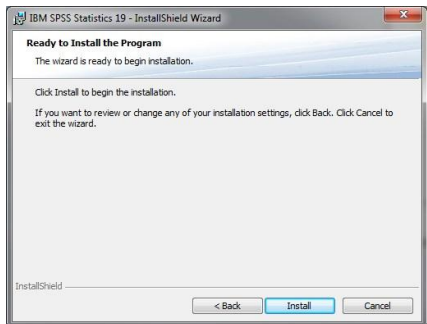 IBM SPSS Statistics 19 - InstallShield Wizard
Ready to Install the Program
The wizard is ready to begin installation.
Click Install to begin the installation.
If you want to review or change any of your installation settings, click Back. Click Cancel to
exit the wizard.
InstallShield
< Back Install Cancel